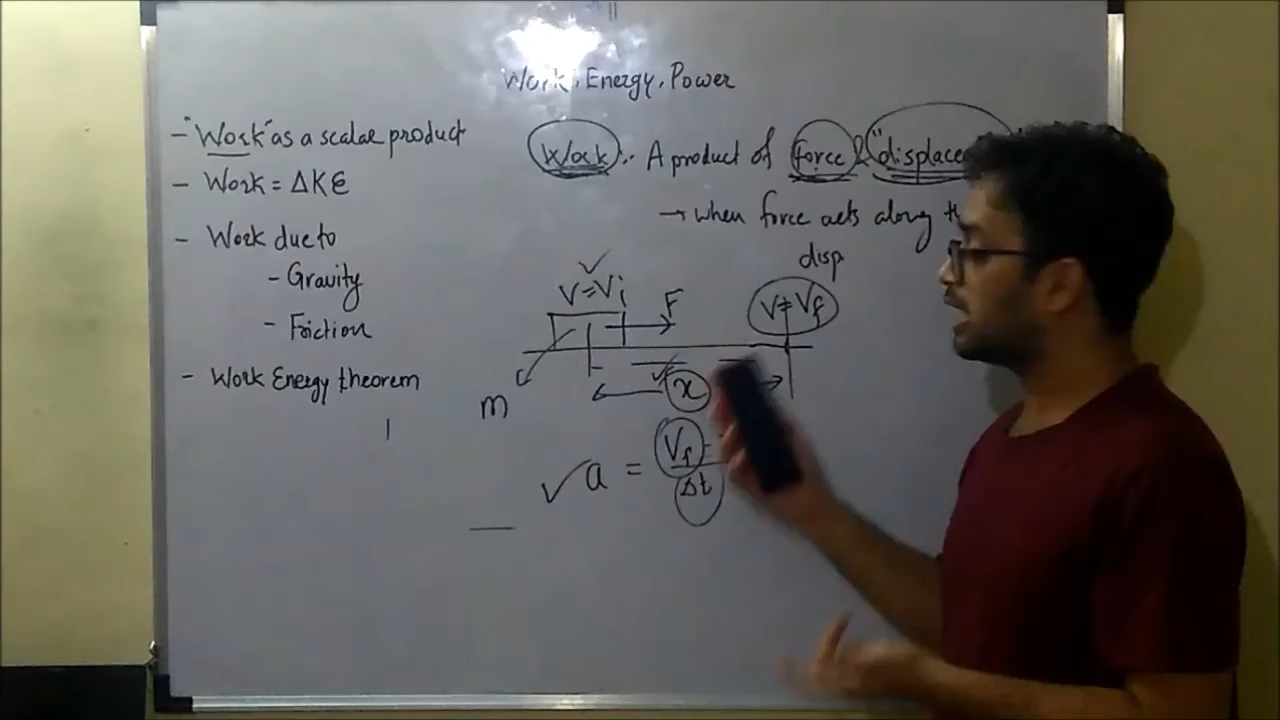 Work, Energy, Power
- "Work" as a scalar product
- Work = ΔKE
- Work due to
- Gravity
- Friction
- Work Energy theorem
Work :- A product of force & "displace
→ when force acts along th
disp
V=Vi
F
V=Vf
x
m
a = Vf -
Δt